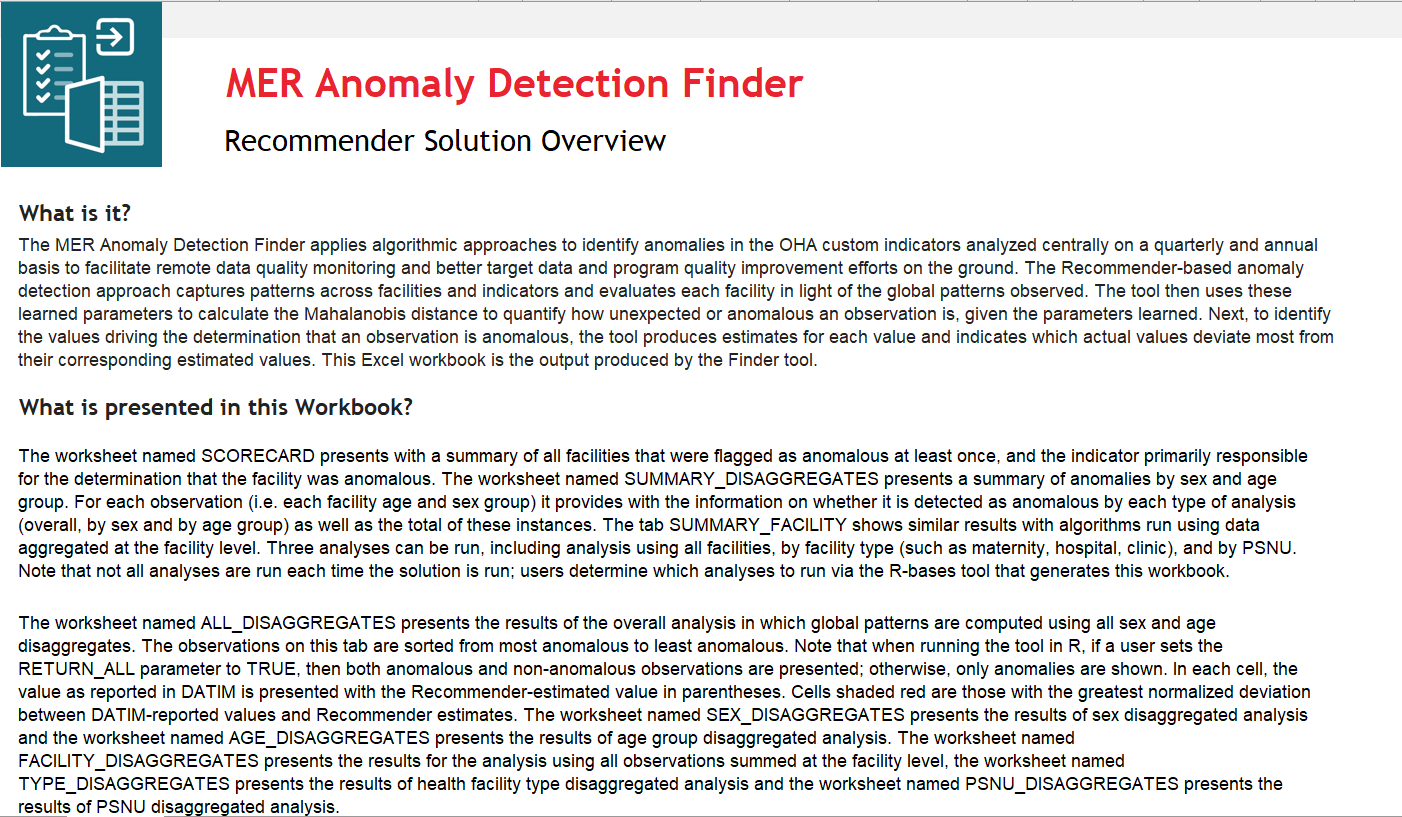 MER Anomaly Detection Finder
Recommender Solution Overview
What is it?
The MER Anomaly Detection Finder applies algorithmic approaches to identify anomalies in the OHA custom indicators analyzed centrally on a quarterly and annual
basis to facilitate remote data quality monitoring and better target data and program quality improvement efforts on the ground. The Recommender-based anomaly
detection approach captures patterns across facilities and indicators and evaluates each facility in light of the global patterns observed. The tool then uses these
learned parameters to calculate the Mahalanobis distance to quantify how unexpected or anomalous an observation is, given the parameters learned. Next, to identify
the values driving the determination that an observation is anomalous, the tool produces estimates for each value and indicates which actual values deviate most from
their corresponding estimated values. This Excel workbook is the output produced by the Finder tool.
What is presented in this Workbook?
The worksheet named SCORECARD presents with a summary of all facilities that were flagged as anomalous at least once, and the indicator primarily responsible
for the determination that the facility was anomalous. The worksheet named SUMMARY_DISAGGREGATES presents a summary of anomalies by sex and age
group. For each observation (i.e. each facility age and sex group) it provides with the information on whether it is detected as anomalous by each type of analysis
(overall, by sex and by age group) as well as the total of these instances. The tab SUMMARY_FACILITY shows similar results with algorithms run using data
aggregated at the facility level. Three analyses can be run, including analysis using all facilities, by facility type (such as maternity, hospital, clinic), and by PSNU.
Note that not all analyses are run each time the solution is run; users determine which analyses to run via the R-bases tool that generates this workbook.
The worksheet named ALL_DISAGGREGATES presents the results of the overall analysis in which global patterns are computed using all sex and age
disaggregates. The observations on this tab are sorted from most anomalous to least anomalous. Note that when running the tool in R, if a user sets the
RETURN_ALL parameter to TRUE, then both anomalous and non-anomalous observations are presented; otherwise, only anomalies are shown. In each cell, the
value as reported in DATIM is presented with the Recommender-estimated value in parentheses. Cells shaded red are those with the greatest normalized deviation
between DATIM-reported values and Recommender estimates. The worksheet named SEX_DISAGGREGATES presents the results of sex disaggregated analysis
and the worksheet named AGE_DISAGGREGATES presents the results of age group disaggregated analysis. The worksheet named
FACILITY_DISAGGREGATES presents the results for the analysis using all observations summed at the facility level, the worksheet named
TYPE_DISAGGREGATES presents the results of health facility type disaggregated analysis and the worksheet named PSNU_DISAGGREGATES presents the
results of PSNU disaggregated analysis.